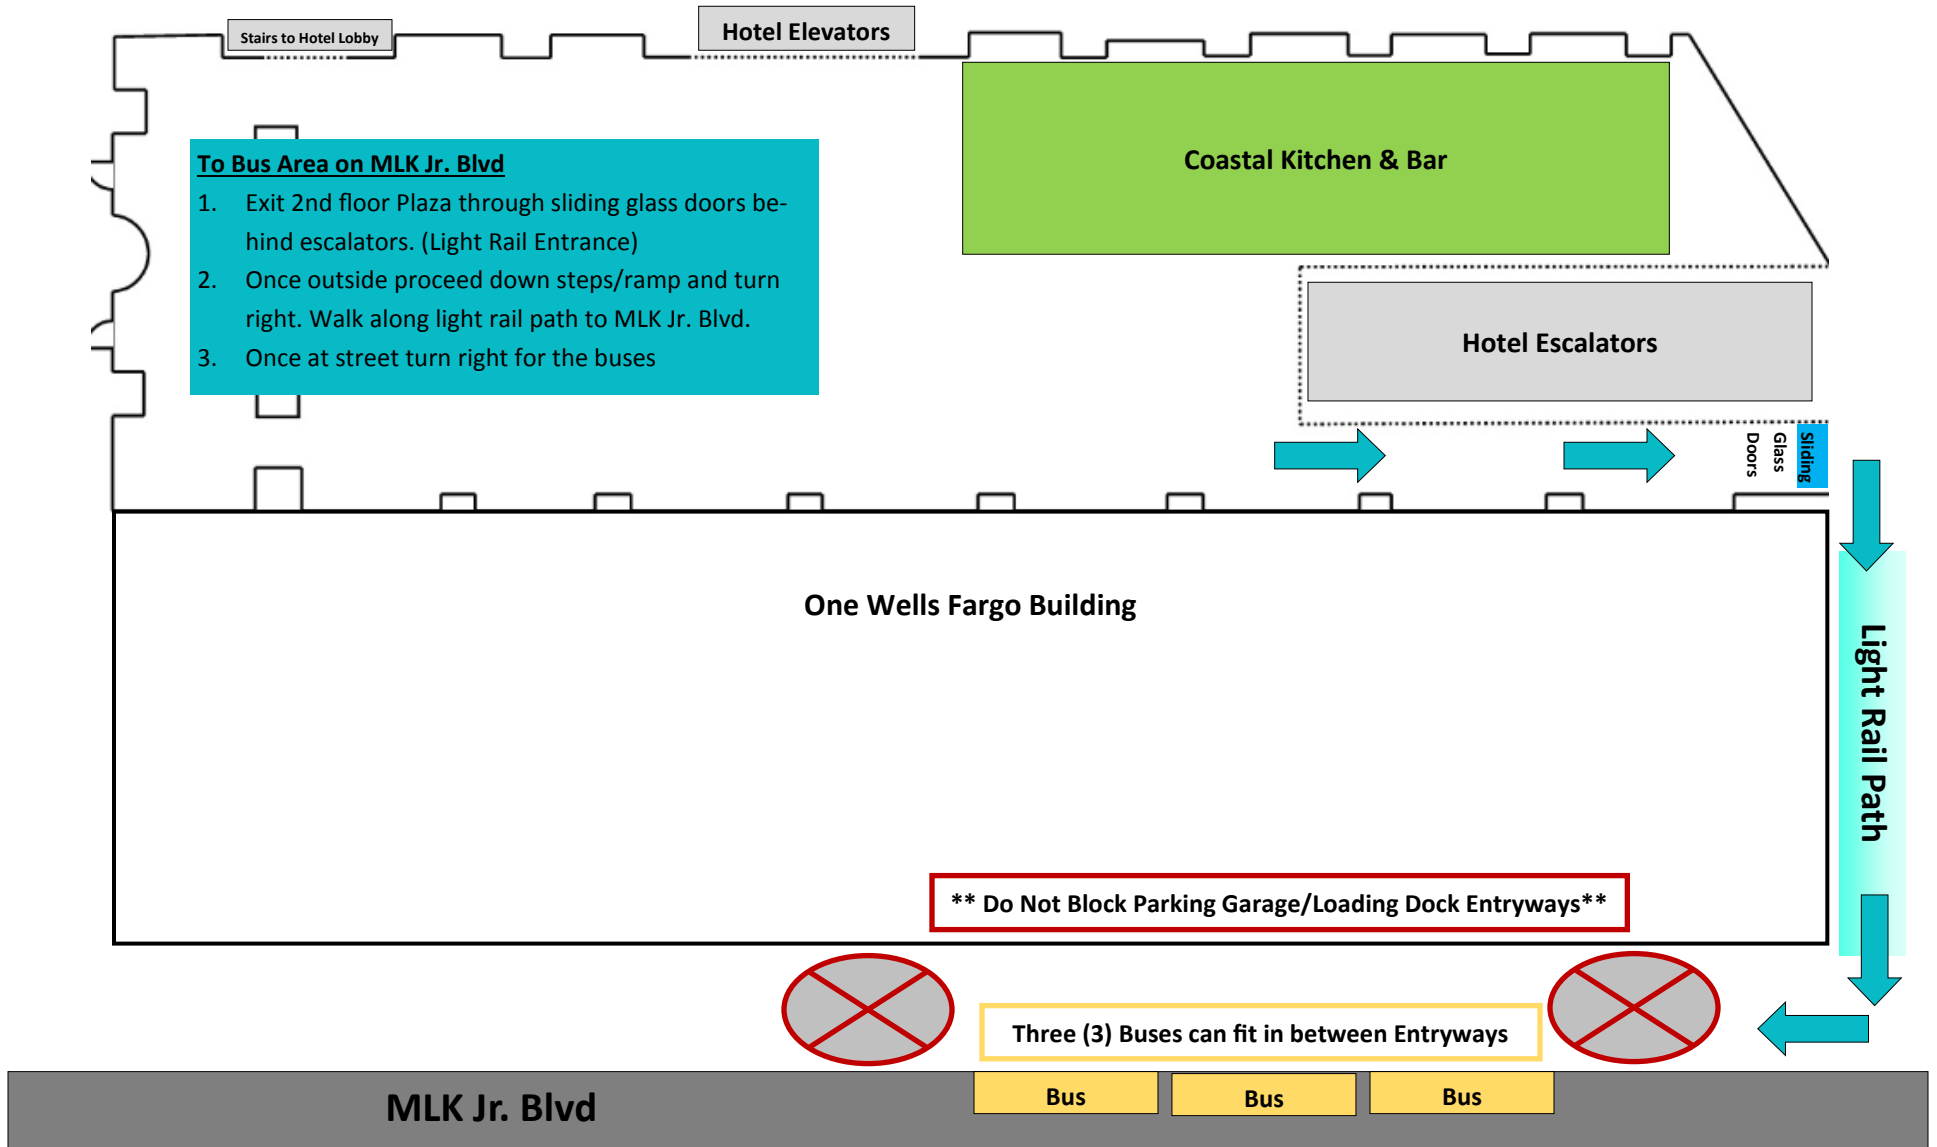 Stairs to Hotel Lobby
Hotel Elevators
Coastal Kitchen & Bar
To Bus Area on MLK Jr. Blvd
1. Exit 2nd floor Plaza through sliding glass doors be-
hind escalators. (Light Rail Entrance)
2. Once outside proceed down steps/ramp and turn
right. Walk along light rail path to MLK Jr. Blvd.
3. Once at street turn right for the buses
Hotel Escalators
Sliding
Glass
Doors
One Wells Fargo Building
Light Rail Path
** Do Not Block Parking Garage/Loading Dock Entryways**
Three (3) Buses can fit in between Entryways
MLK Jr. Blvd
Bus
Bus
Bus